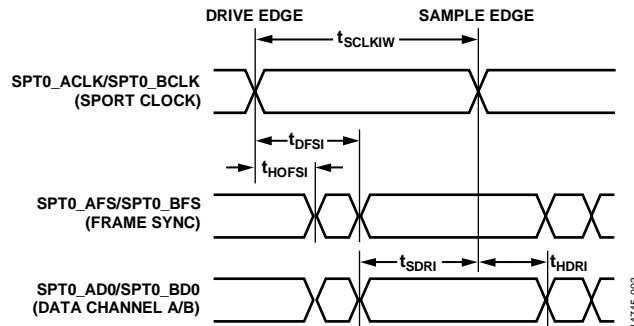 DRIVE EDGE
SAMPLE EDGE
tSCLKIW
SPT0_ACLK/SPT0_BCLK
(SPORT CLOCK)
tDFSI
tHOFSI
SPT0_AFS/SPT0_BFS
(FRAME SYNC)
tSDRI
tHDRI
SPT0_AD0/SPT0_BD0
(DATA CHANNEL A/B)